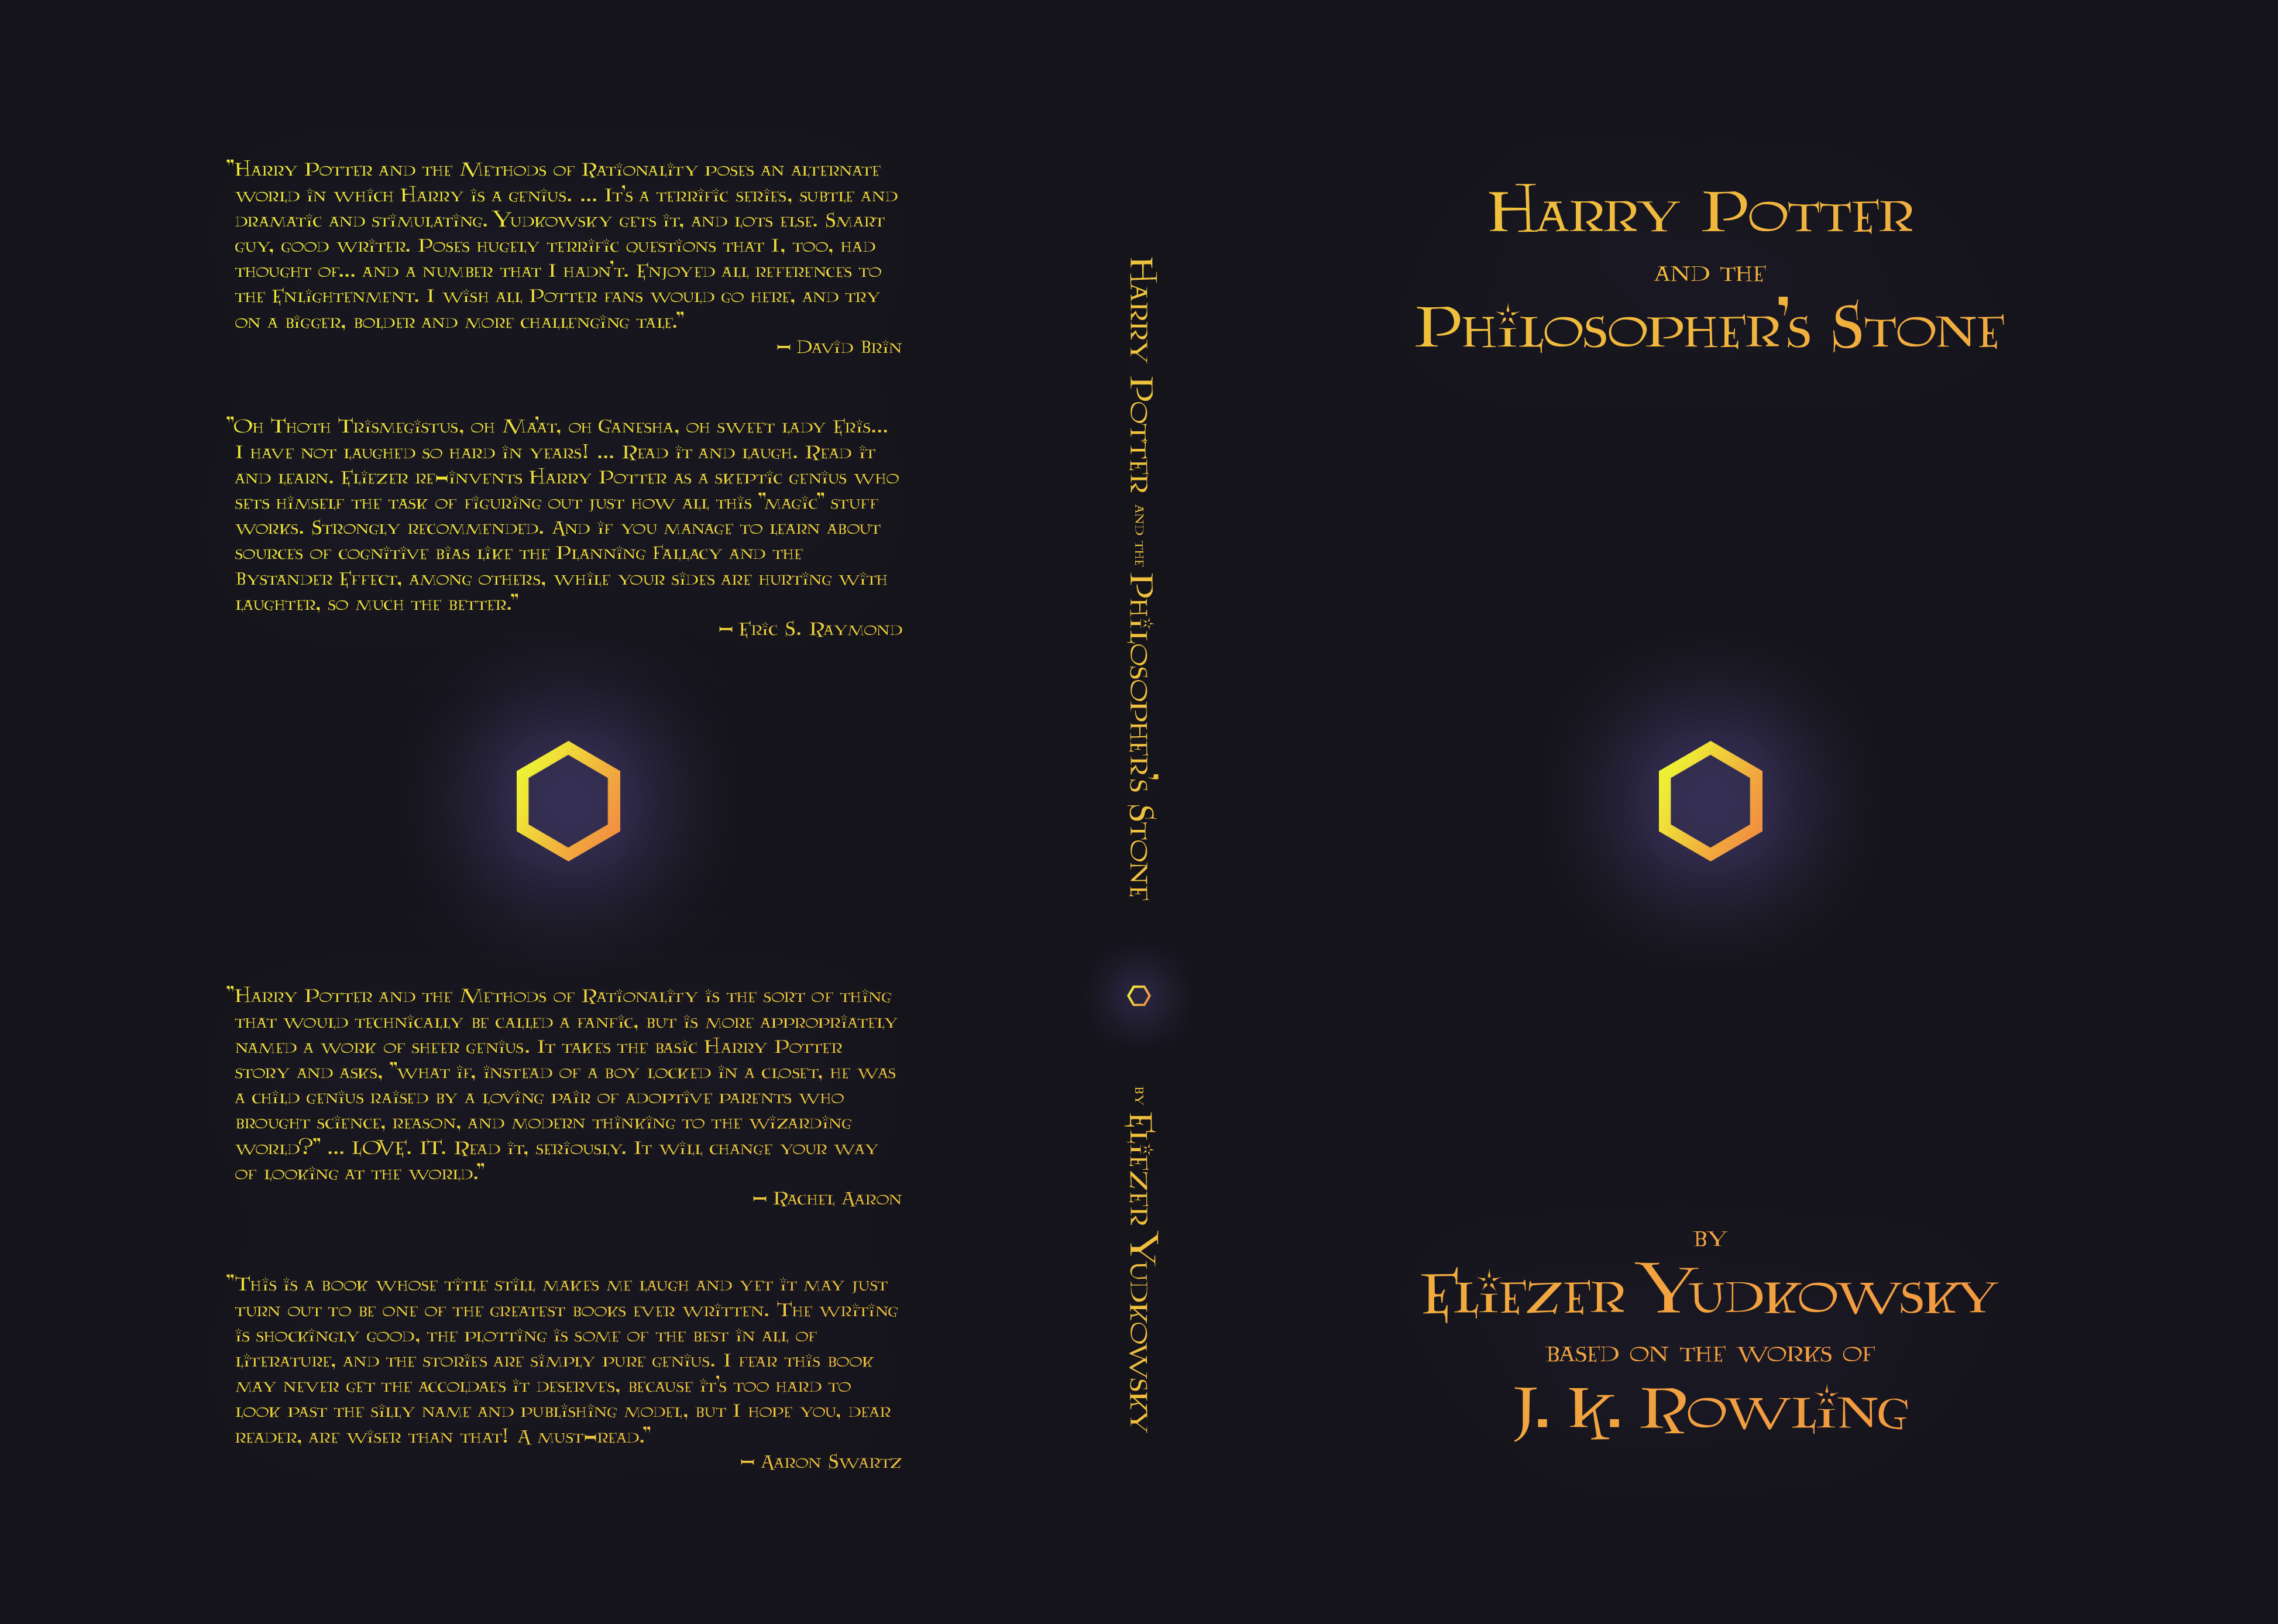 "Harry Potter and the Methods of Rationality poses an alternate
world in which Harry is a genius. ... It's a terrific series, subtle and
dramatic and stimulating. Yudkowsky gets it, and lots else. Smart
guy, good writer. Poses hugely terrific questions that I, too, had
thought of... and a number that I hadn't. Enjoyed all references to
the Enlightenment. I wish all Potter fans would go here, and try
on a bigger, bolder and more challenging tale."
- David Brin
"Oh Thoth Trismegistus, oh Ma'at, oh Ganesha, oh sweet lady Eris...
I have not laughed so hard in years! ... Read it and laugh. Read it
and learn. Eliezer re-invents Harry Potter as a skeptic genius who
sets himself the task of figuring out just how all this "magic" stuff
works. Strongly recommended. And if you manage to learn about
sources of cognitive bias like the Planning Fallacy and the
Bystander Effect, among others, while your sides are hurting with
laughter, so much the better."
- Eric S. Raymond
"Harry Potter and the Methods of Rationality is the sort of thing
that would technically be called a fanfic, but is more appropriately
named a work of sheer genius. It takes the basic Harry Potter
story and asks, "what if, instead of a boy locked in a closet, he was
a child genius raised by a loving pair of adoptive parents who
brought science, reason, and modern thinking to the wizarding
world?" ... LOVE. IT. Read it, seriously. It will change your way
of looking at the world."
- Rachel Aaron
"This is a book whose title still makes me laugh and yet it may just
turn out to be one of the greatest books ever written. The writing
is shockingly good, the plotting is some of the best in all of
literature, and the stories are simply pure genius. I fear this book
may never get the accoldaes it deserves, because it's too hard to
look past the silly name and publishing model, but I hope you, dear
reader, are wiser than that! A must-read."
- Aaron Swartz
Harry Potter and the Philosopher's Stone
by Eliezer Yudkowsky
Harry Potter
and the
Philosopher's Stone
by
Eliezer Yudkowsky
based on the works of
J. K. Rowling